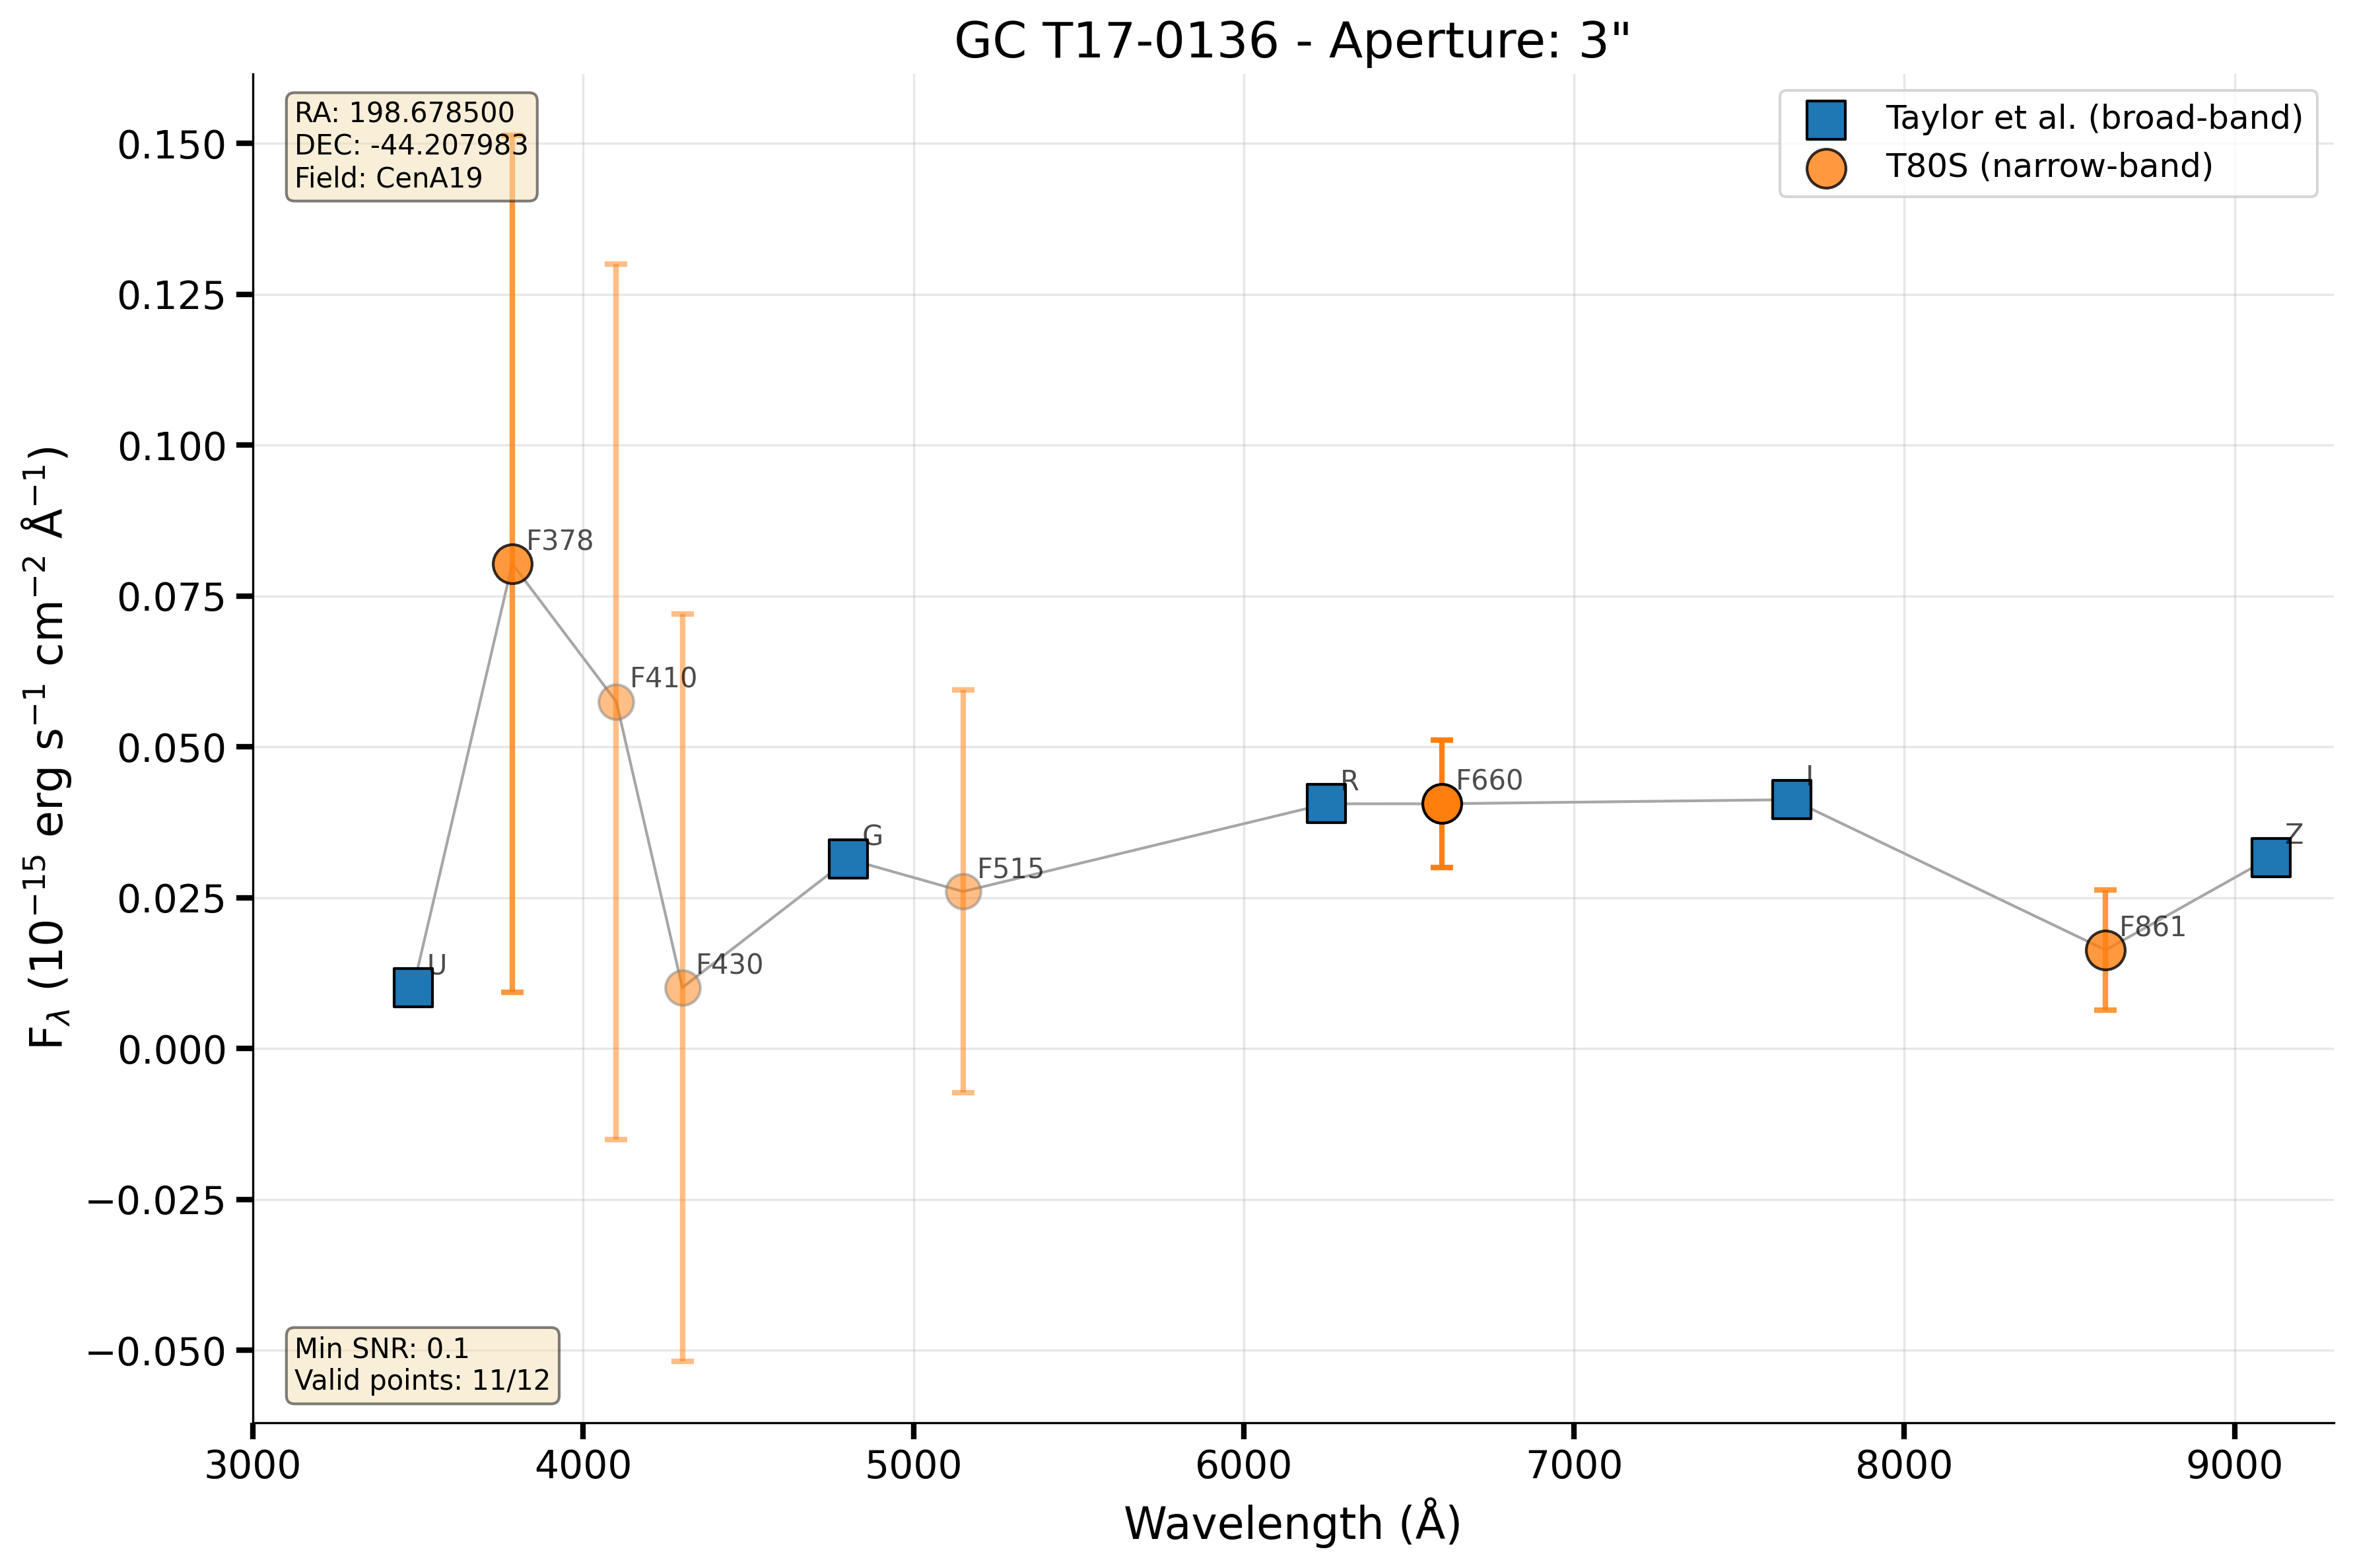 GC T17-0136 - Aperture: 3"
RA: 198.678500
DEC: -44.207983
Field: CenA19
Taylor et al. (broad-band)
T80S (narrow-band)
0.150
0.125
0.100
0.075
0.050
0.025
0.000
−0.025
−0.050
F$_{λ}$ (10$^{−15}$ erg s$^{−1}$ cm$^{−2}$ Å$^{−1}$)
U
F378
F410
F430
G
F515
R
F660
I
F861
Z
Min SNR: 0.1
Valid points: 11/12
3000 4000 5000 6000 7000 8000 9000
Wavelength (Å)